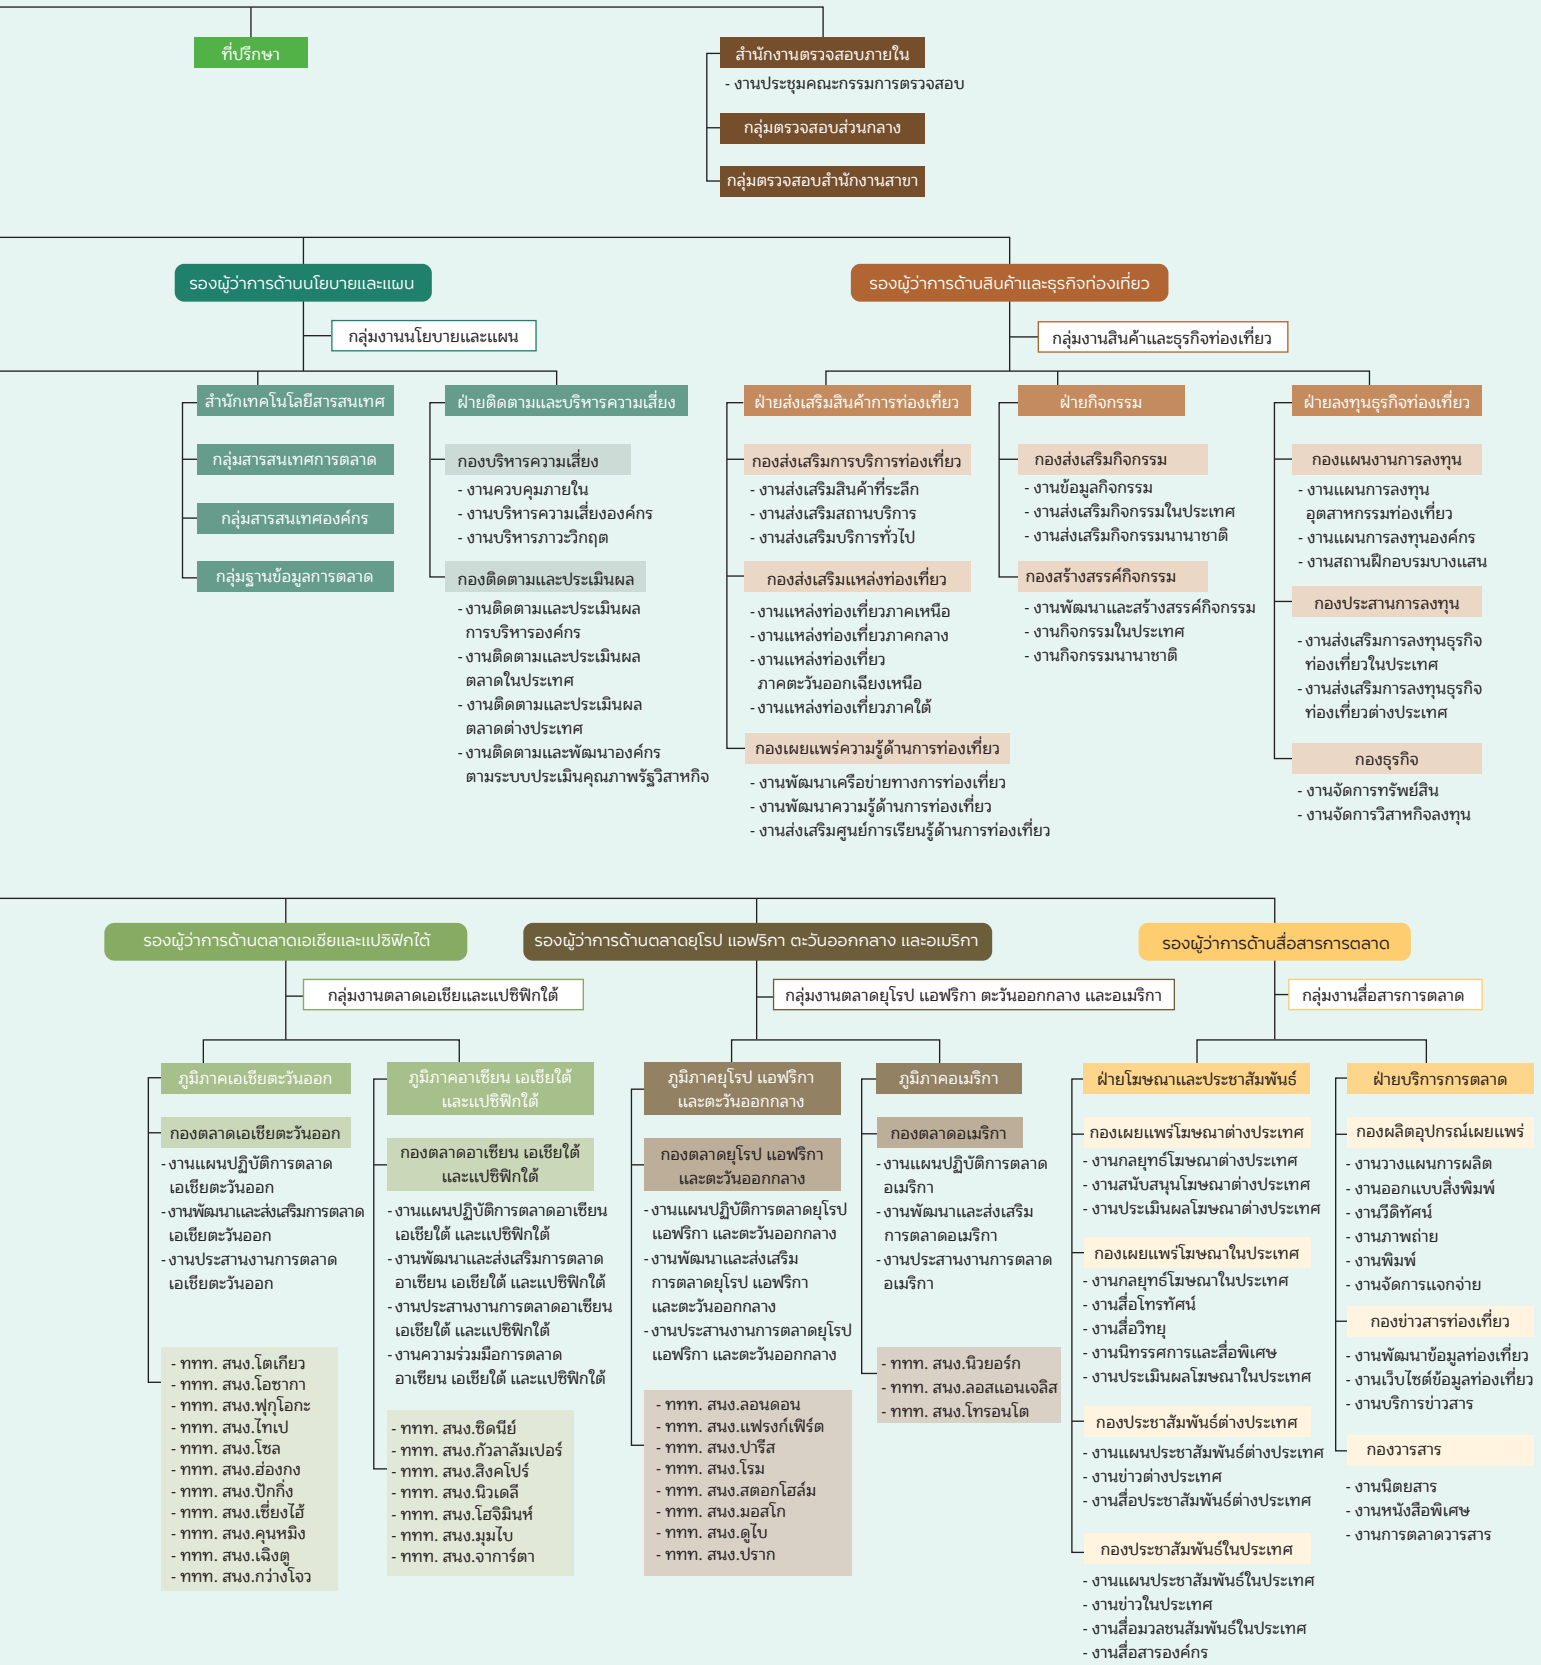 ที่ปรึกษา
สำนักงานตรวจสอบภายใน
- งานประชุมคณะกรรมการตรวจสอบ
กลุ่มตรวจสอบส่วนกลาง
กลุ่มตรวจสอบสำนักงานสาขา
รองผู้ว่าการด้านนโยบายและแผน
กลุ่มงานนโยบายและแผน
สำนักเทคโนโลยีสารสนเทศ
กลุ่มสารสนเทศการตลาด
กลุ่มสารสนเทศองค์กร
กลุ่มฐานข้อมูลการตลาด
ฝ่ายติดตามและบริหารความเสี่ยง
กองบริหารความเสี่ยง
- งานควบคุมภายใน
- งานบริหารความเสี่ยงองค์กร
- งานบริหารภาวะวิกฤต
กองติดตามและประเมินผล
- งานติดตามและประเมินผล
การบริหารองค์กร
- งานติดตามและประเมินผล
ตลาดในประเทศ
- งานติดตามและประเมินผล
ตลาดต่างประเทศ
- งานติดตามและพัฒนาองค์กร
ตามระบบประเมินคุณภาพรัฐวิสาหกิจ
รองผู้ว่าการด้านสินค้าและธุรกิจท่องเที่ยว
กลุ่มงานสินค้าและธุรกิจท่องเที่ยว
ฝ่ายส่งเสริมสินค้าการท่องเที่ยว
กองส่งเสริมการบริการท่องเที่ยว
- งานส่งเสริมสินค้าที่ระลึก
- งานส่งเสริมสถานบริการ
- งานส่งเสริมบริการทั่วไป
กองส่งเสริมแหล่งท่องเที่ยว
- งานแหล่งท่องเที่ยวภาคเหนือ
- งานแหล่งท่องเที่ยวภาคกลาง
- งานแหล่งท่องเที่ยว
ภาคตะวันออกเฉียงเหนือ
- งานแหล่งท่องเที่ยวภาคใต้
กองเผยแพร่ความรู้ด้านการท่องเที่ยว
- งานพัฒนาเครือข่ายทางการท่องเที่ยว
- งานพัฒนาความรู้ด้านการท่องเที่ยว
- งานส่งเสริมศูนย์การเรียนรู้ด้านการท่องเที่ยว
ฝ่ายกิจกรรม
กองส่งเสริมกิจกรรม
- งานข้อมูลกิจกรรม
- งานส่งเสริมกิจกรรมในประเทศ
- งานส่งเสริมกิจกรรมนานาชาติ
กองสร้างสรรค์กิจกรรม
- งานพัฒนาและสร้างสรรค์กิจกรรม
- งานกิจกรรมในประเทศ
- งานกิจกรรมนานาชาติ
ฝ่ายลงทุนธุรกิจท่องเที่ยว
กองแผนงานการลงทุน
- งานแผนการลงทุน
อุตสาหกรรมท่องเที่ยว
- งานแผนการลงทุนองค์กร
- งานสถานฝึกอบรมบางแสน
กองประสานการลงทุน
- งานส่งเสริมการลงทุนธุรกิจ
ท่องเที่ยวในประเทศ
- งานส่งเสริมการลงทุนธุรกิจ
ท่องเที่ยวต่างประเทศ
กองธุรกิจ
- งานจัดการทรัพย์สิน
- งานจัดการวิสาหกิจลงทุน
รองผู้ว่าการด้านตลาดเอเชียและแปซิฟิกใต้
กลุ่มงานตลาดเอเชียและแปซิฟิกใต้
ภูมิภาคเอเชียตะวันออก
กองตลาดเอเชียตะวันออก
- งานแผนปฏิบัติการตลาด
เอเชียตะวันออก
- งานพัฒนาและส่งเสริมการตลาด
เอเชียตะวันออก
- งานประสานงานการตลาด
เอเชียตะวันออก
- ททท. สนง.โตเกียว
- ททท. สนง.โอซากา
- ททท. สนง.ฟุกุโอกะ
- ททท. สนง.ไทเป
- ททท. สนง.โซล
- ททท. สนง.ฮ่องกง
- ททท. สนง.ปักกิ่ง
- ททท. สนง.เซี่ยงไฮ้
- ททท. สนง.คุนหมิง
- ททท. สนง.เฉิงตู
- ททท. สนง.กว่างโจว
ภูมิภาคอาเซียน เอเชียใต้
และแปซิฟิกใต้
กองตลาดอาเซียน เอเชียใต้
และแปซิฟิกใต้
- งานแผนปฏิบัติการตลาดอาเซียน
เอเชียใต้ และแปซิฟิกใต้
- งานพัฒนาและส่งเสริมการตลาด
อาเซียน เอเชียใต้ และแปซิฟิกใต้
- งานประสานงานการตลาดอาเซียน
เอเชียใต้ และแปซิฟิกใต้
- งานความร่วมมือการตลาด
อาเซียน เอเชียใต้ และแปซิฟิกใต้
- ททท. สนง.ซิดนีย์
- ททท. สนง.กัวลาลัมเปอร์
- ททท. สนง.สิงคโปร์
- ททท. สนง.นิวเดลี
- ททท. สนง.โฮจิมินห์
- ททท. สนง.มุมไบ
- ททท. สนง.จาการ์ตา
รองผู้ว่าการด้านตลาดยุโรป แอฟริกา ตะวันออกกลาง และอเมริกา
กลุ่มงานตลาดยุโรป แอฟริกา ตะวันออกกลาง และอเมริกา
ภูมิภาคยุโรป แอฟริกา
และตะวันออกกลาง
กองตลาดยุโรป แอฟริกา
และตะวันออกกลาง
- งานแผนปฏิบัติการตลาดยุโรป
แอฟริกา และตะวันออกกลาง
- งานพัฒนาและส่งเสริม
การตลาดยุโรป แอฟริกา
และตะวันออกกลาง
- งานประสานงานการตลาดยุโรป
แอฟริกา และตะวันออกกลาง
- ททท. สนง.ลอนดอน
- ททท. สนง.แฟรงก์เฟิร์ต
- ททท. สนง.ปารีส
- ททท. สนง.โรม
- ททท. สนง.สตอกโฮล์ม
- ททท. สนง.มอสโก
- ททท. สนง.ดูไบ
- ททท. สนง.ปราก
ภูมิภาคอเมริกา
กองตลาดอเมริกา
- งานแผนปฏิบัติการตลาด
อเมริกา
- งานพัฒนาและส่งเสริม
การตลาดอเมริกา
- งานประสานงานการตลาด
อเมริกา
- ททท. สนง.นิวยอร์ก
- ททท. สนง.ลอสแอนเจลิส
- ททท. สนง.โทรอนโต
รองผู้ว่าการด้านสื่อสารการตลาด
กลุ่มงานสื่อสารการตลาด
ฝ่ายโฆษณาและประชาสัมพันธ์
กองเผยแพร่โฆษณาต่างประเทศ
- งานกลยุทธ์โฆษณาต่างประเทศ
- งานสนับสนุนโฆษณาต่างประเทศ
- งานประเมินผลโฆษณาต่างประเทศ
กองเผยแพร่โฆษณาในประเทศ
- งานกลยุทธ์โฆษณาในประเทศ
- งานสื่อโทรทัศน์
- งานสื่อวิทยุ
- งานนิทรรศการและสื่อพิเศษ
- งานประเมินผลโฆษณาในประเทศ
กองประชาสัมพันธ์ต่างประเทศ
- งานแผนประชาสัมพันธ์ต่างประเทศ
- งานข่าวต่างประเทศ
- งานสื่อประชาสัมพันธ์ต่างประเทศ
กองประชาสัมพันธ์ในประเทศ
- งานแผนประชาสัมพันธ์ในประเทศ
- งานข่าวในประเทศ
- งานสื่อมวลชนสัมพันธ์ในประเทศ
- งานสื่อสารองค์กร
ฝ่ายบริการการตลาด
กองผลิตอุปกรณ์เผยแพร่
- งานวางแผนการผลิต
- งานออกแบบสิ่งพิมพ์
- งานวีดิทัศน์
- งานภาพถ่าย
- งานพิมพ์
- งานจัดการแจกจ่าย
กองข่าวสารท่องเที่ยว
- งานพัฒนาข้อมูลท่องเที่ยว
- งานเว็บไซต์ข้อมูลท่องเที่ยว
- งานบริการข่าวสาร
กองวารสาร
- งานนิตยสาร
- งานหนังสือพิเศษ
- งานการตลาดวารสาร